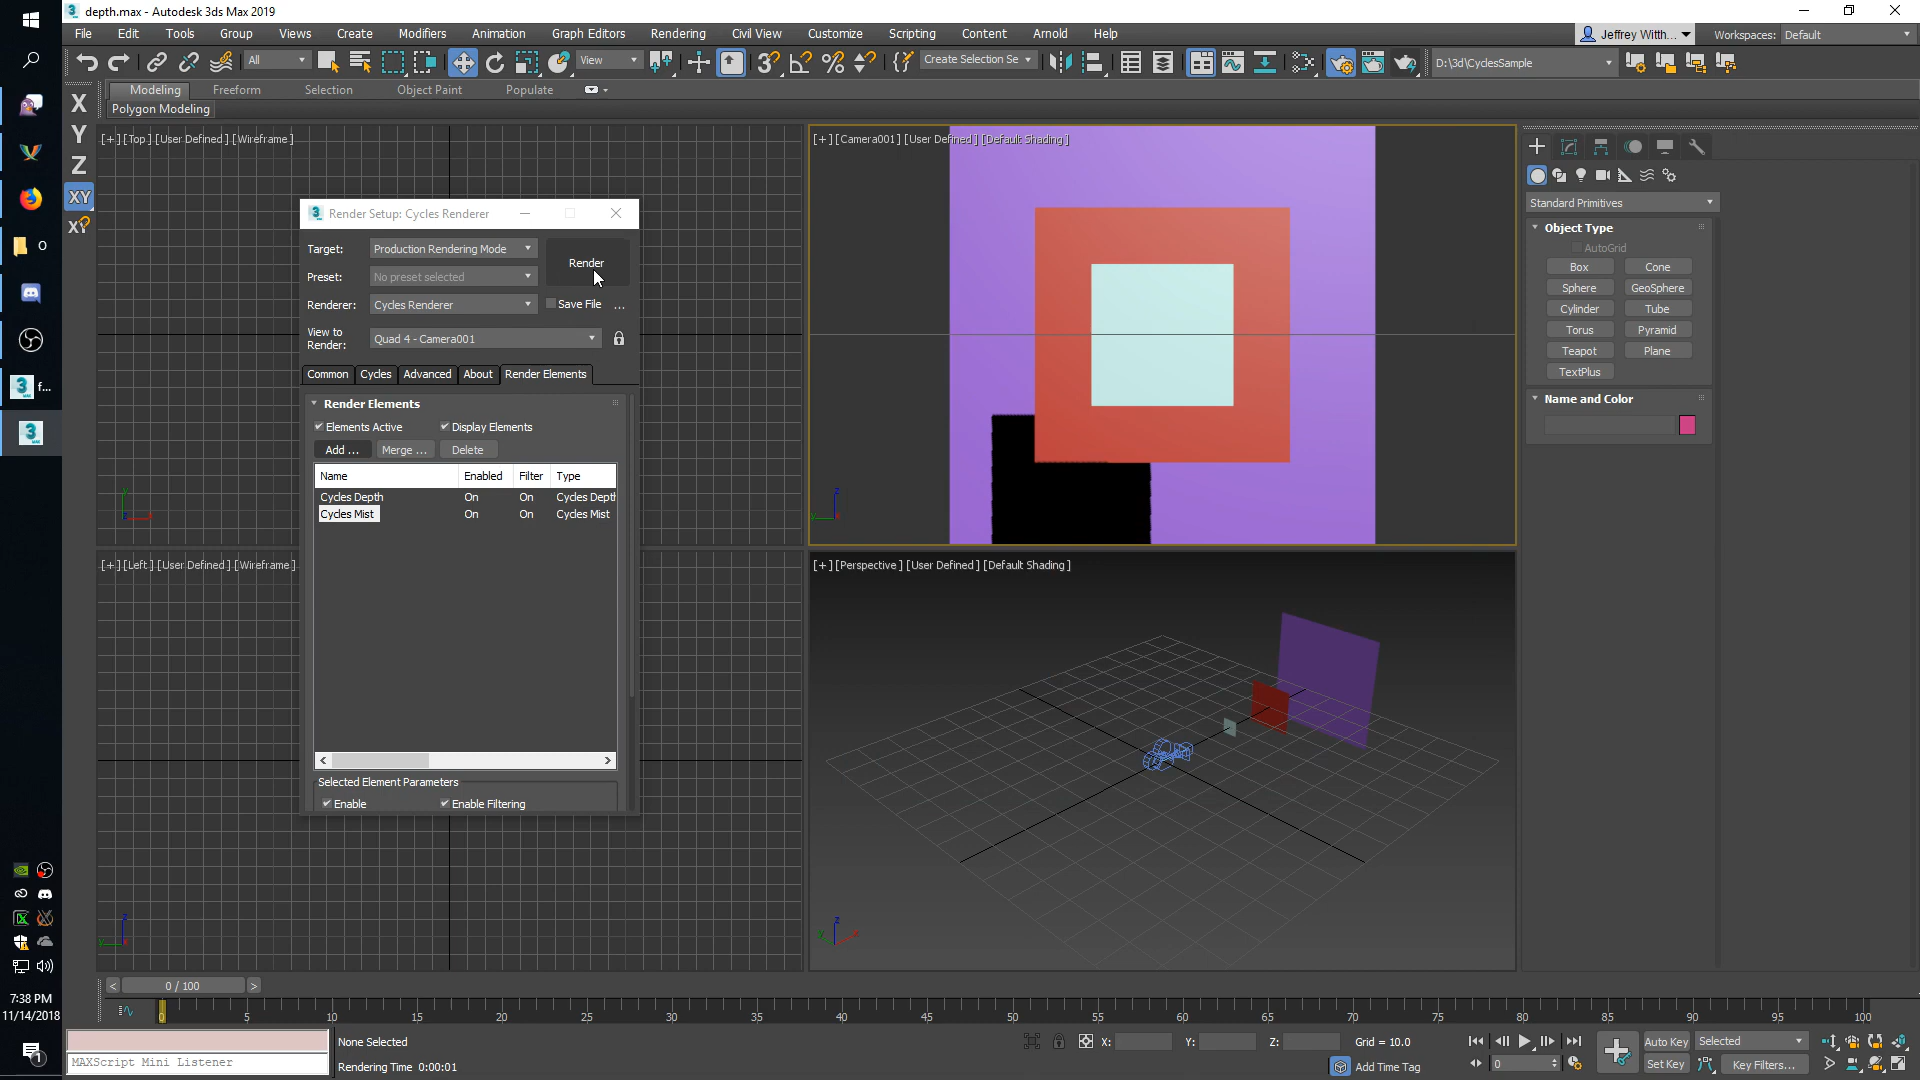 depth.max - Autodesk 3ds Max 2019
File Edit Tools Group Views Create Modifiers Animation Graph Editors Rendering Civil View Customize Scripting Content Arnold Help
Jeffrey Witth... Workspaces: Default
All View Create Selection Se D:\3d\CyclesSample
Modeling Freeform Selection Object Paint Populate
Polygon Modeling
X
Y
Z
XY
[+] [Top] [User Defined] [Wireframe]
[+] [Camera001] [User Defined] [Default Shading]
Render Setup: Cycles Renderer
Target: Production Rendering Mode
Render
Preset: No preset selected
Renderer: Cycles Renderer
Save File ...
View to Render: Quad 4 - Camera001
Common Cycles Advanced About Render Elements
Render Elements
Elements Active Display Elements
Add ... Merge ... Delete
Name Enabled Filter Type
Cycles Depth On On Cycles Depth
Cycles Mist On On Cycles Mist
Selected Element Parameters
Enable Enable Filtering
[+] [Left] [User Defined] [Wireframe]
[+] [Perspective] [User Defined] [Default Shading]
Standard Primitives
Object Type
AutoGrid
Box Cone
Sphere GeoSphere
Cylinder Tube
Torus Pyramid
Teapot Plane
TextPlus
Name and Color
O
f...
0 / 100
0 5 10 15 20 25 30 35 40 45 50 55 60 65 70 75 80 85 90 95 100
7:38 PM
11/14/2018
None Selected
X: Y: Z: Grid = 10.0
Auto Key Selected
MAXScript Mini Listener
Rendering Time 0:00:01
Add Time Tag
0
Set Key Key Filters...